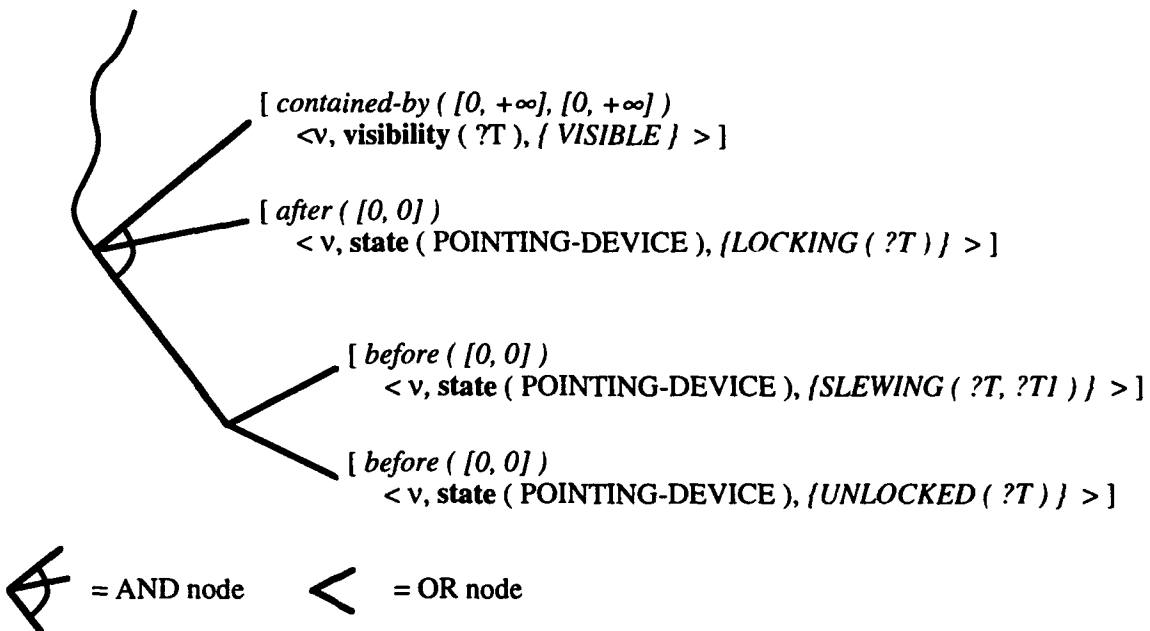 [ contained-by ( [0, +∞], [0, +∞] )
<ν, visibility ( ?T ), { VISIBLE } > ]
[ after ( [0, 0] )
< ν, state ( POINTING-DEVICE ), {LOCKING ( ?T ) } > ]
[ before ( [0, 0] )
< ν, state ( POINTING-DEVICE ), {SLEWING ( ?T, ?T1 ) } > ]
[ before ( [0, 0] )
< ν, state ( POINTING-DEVICE ), {UNLOCKED ( ?T ) } > ]
= AND node = OR node